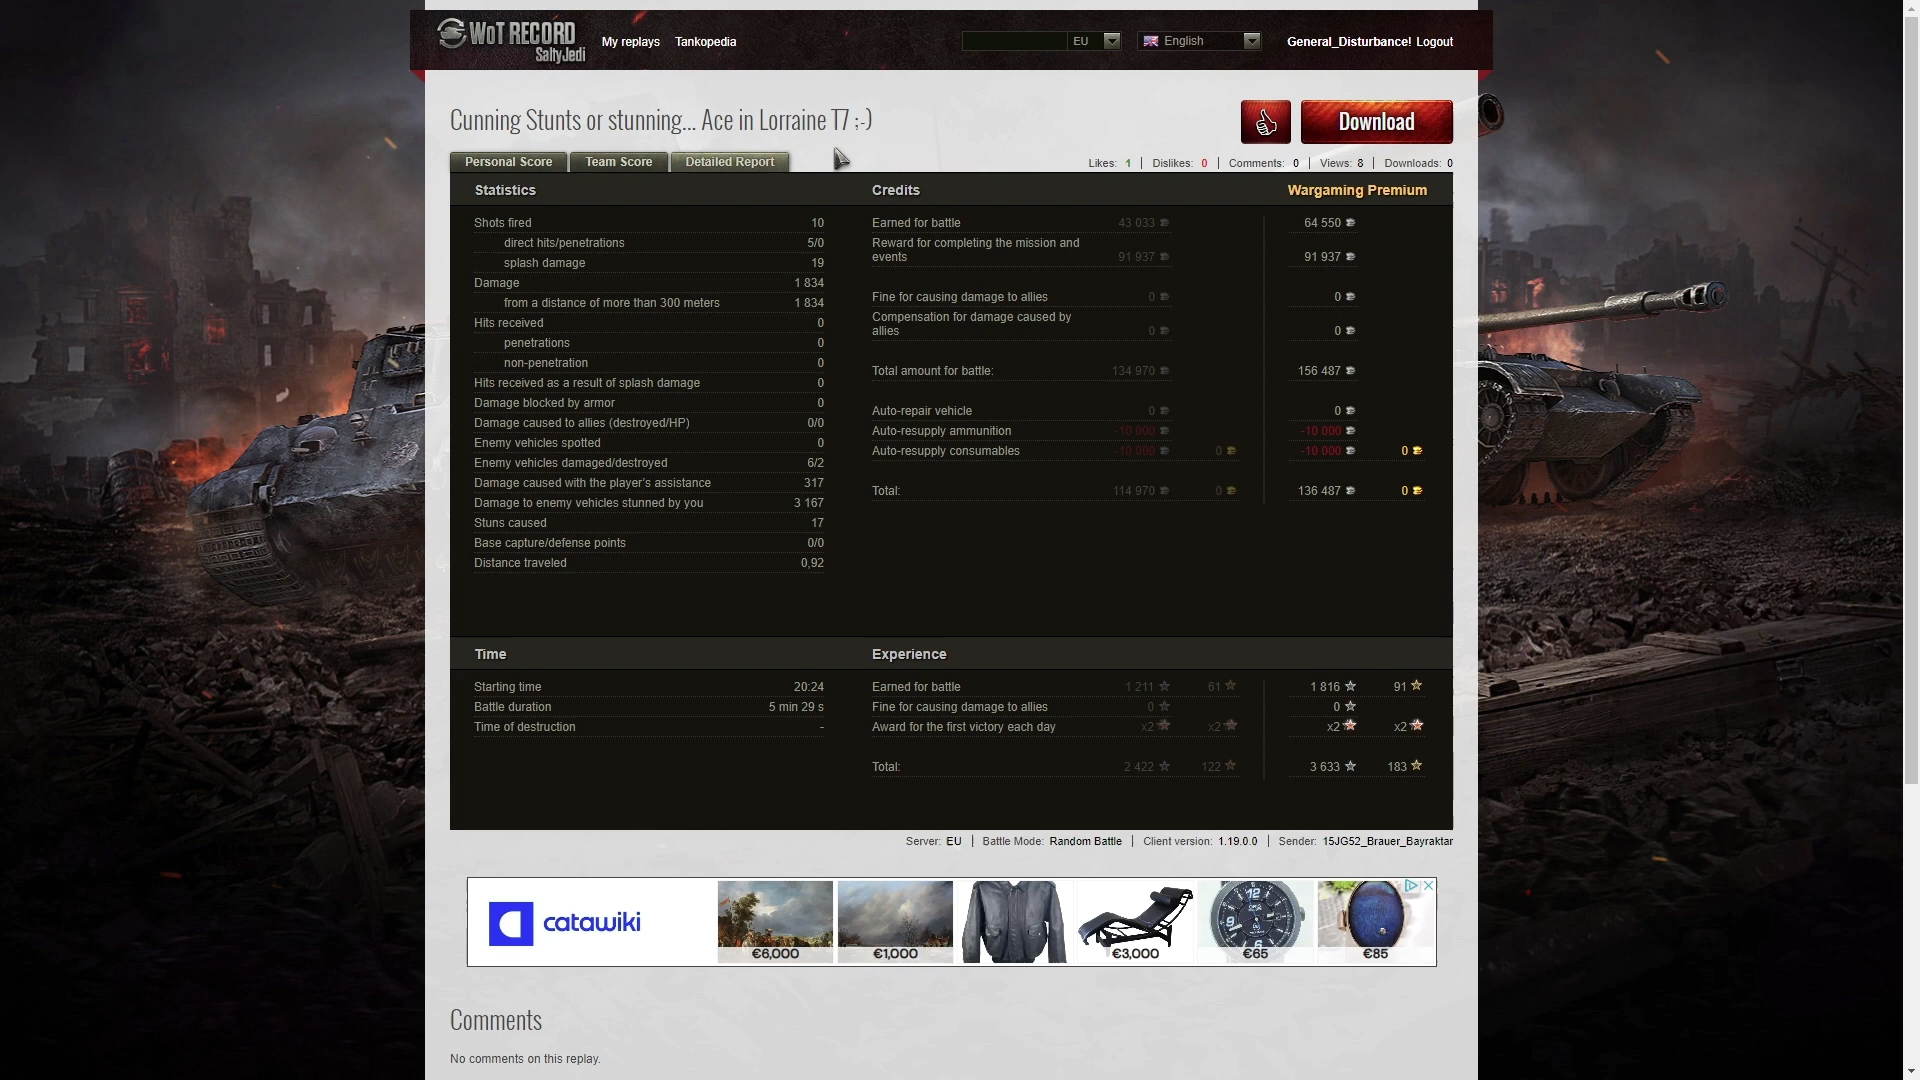 WoT RECORD
SaltyJedi
My replays Tankopedia
EU
English
General_Disturbance! Logout
Cunning Stunts or stunning... Ace in Lorraine T7 ;-)
Download
Personal Score Team Score Detailed Report
Likes: 1 | Dislikes: 0 | Comments: 0 | Views: 8 | Downloads: 0
Statistics
Shots fired 10
direct hits/penetrations 5/0
splash damage 19
Damage 1 834
from a distance of more than 300 meters 1 834
Hits received 0
penetrations 0
non-penetration 0
Hits received as a result of splash damage 0
Damage blocked by armor 0
Damage caused to allies (destroyed/HP) 0/0
Enemy vehicles spotted 0
Enemy vehicles damaged/destroyed 6/2
Damage caused with the player's assistance 317
Damage to enemy vehicles stunned by you 3 167
Stuns caused 17
Base capture/defense points 0/0
Distance traveled 0,92
Credits Wargaming Premium
Earned for battle 43 033 64 550
Reward for completing the mission and
events 91 937 91 937
Fine for causing damage to allies 0 0
Compensation for damage caused by
allies 0 0
Total amount for battle: 134 970 156 487
Auto-repair vehicle 0 0
Auto-resupply ammunition -10 000 -10 000
Auto-resupply consumables -10 000 0 -10 000 0
Total: 114 970 0 136 487 0
Time
Starting time 20:24
Battle duration 5 min 29 s
Time of destruction -
Experience
Earned for battle 1 211 61 1 816 91
Fine for causing damage to allies 0 0
Award for the first victory each day x2 x2 x2 x2
Total: 2 422 122 3 633 183
Server: EU | Battle Mode: Random Battle | Client version: 1.19.0.0 | Sender: 15JG52_Brauer_Bayraktar
catawiki
€6,000 €1,000 €3,000 €65 €85
Comments
No comments on this replay.